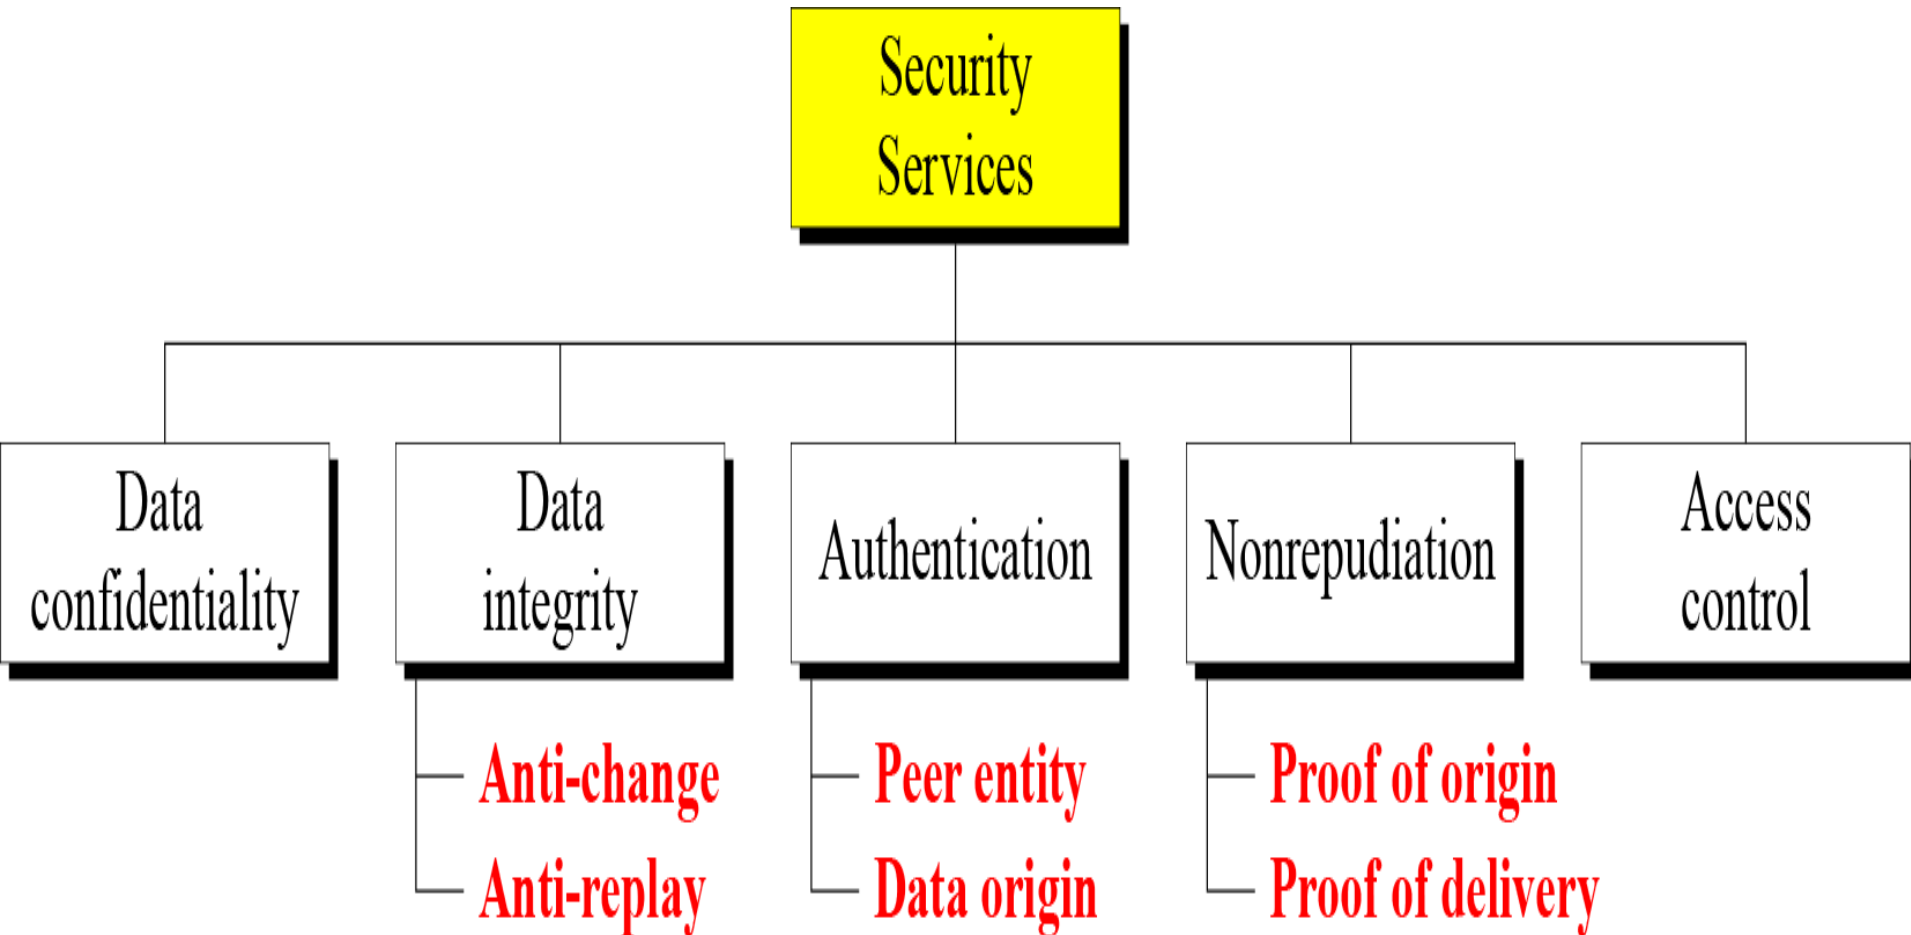 Security
Services
Data
confidentiality
Data
integrity
Authentication
Nonrepudiation
Access
control
Anti-change
Anti-replay
Peer entity
Data origin
Proof of origin
Proof of delivery